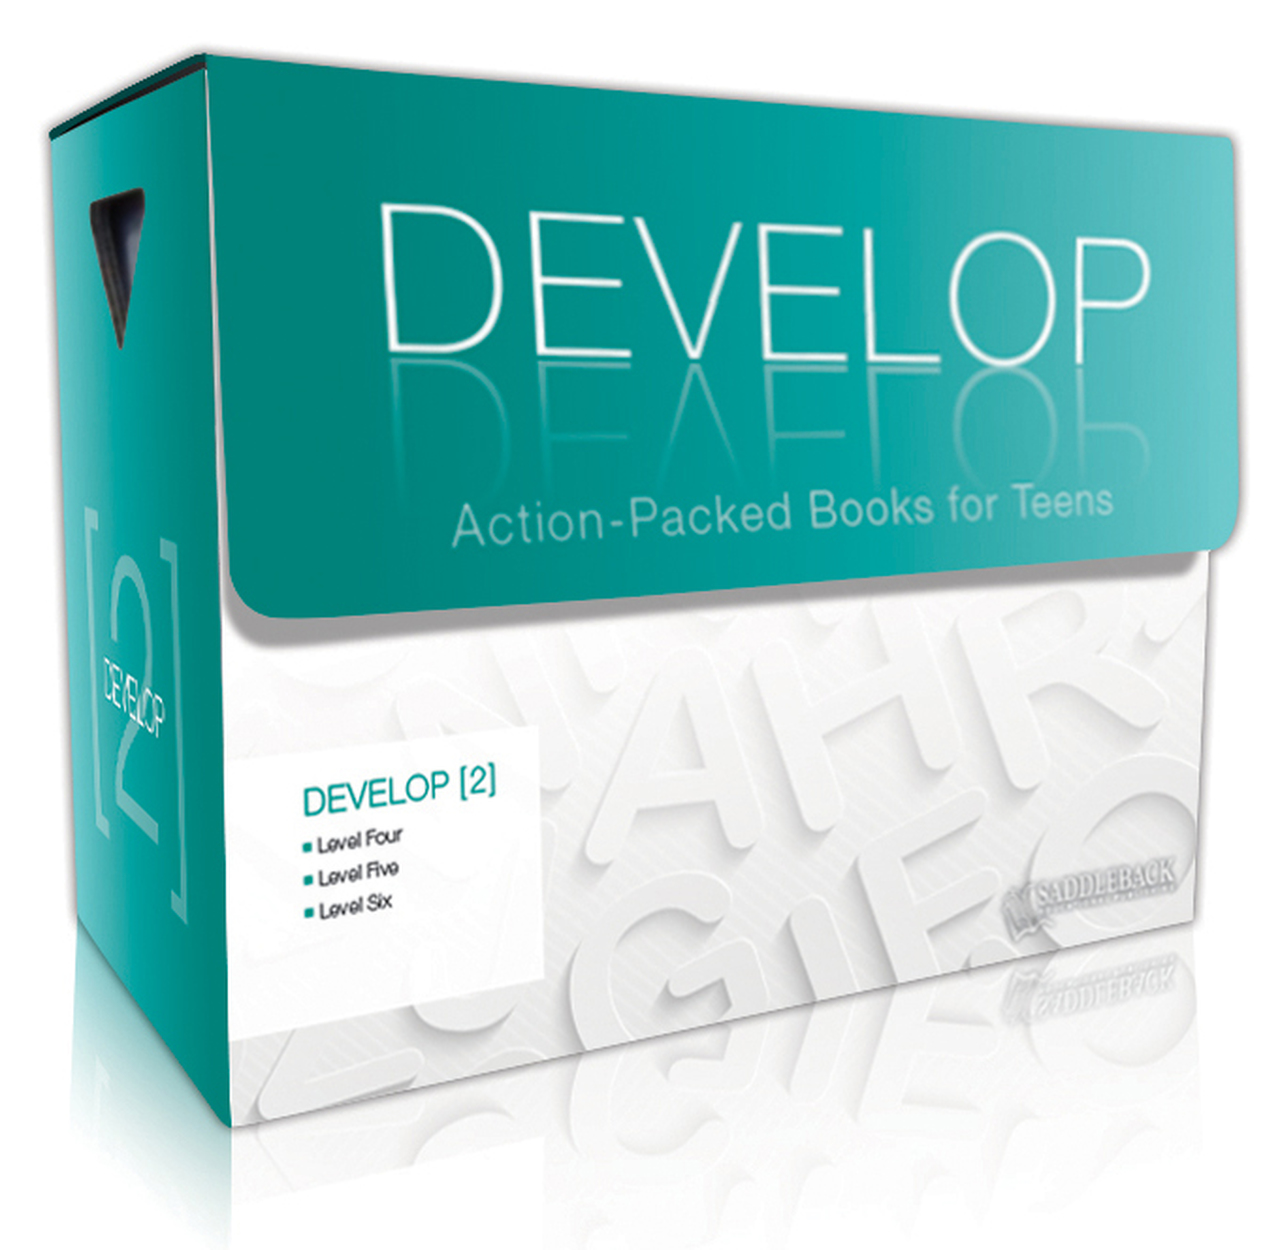 DEVELOP
Action-Packed Books for Teens
[2]
DEVELOP
DEVELOP [2]
▪ Level Four
▪ Level Five
▪ Level Six
SADDLEBACK